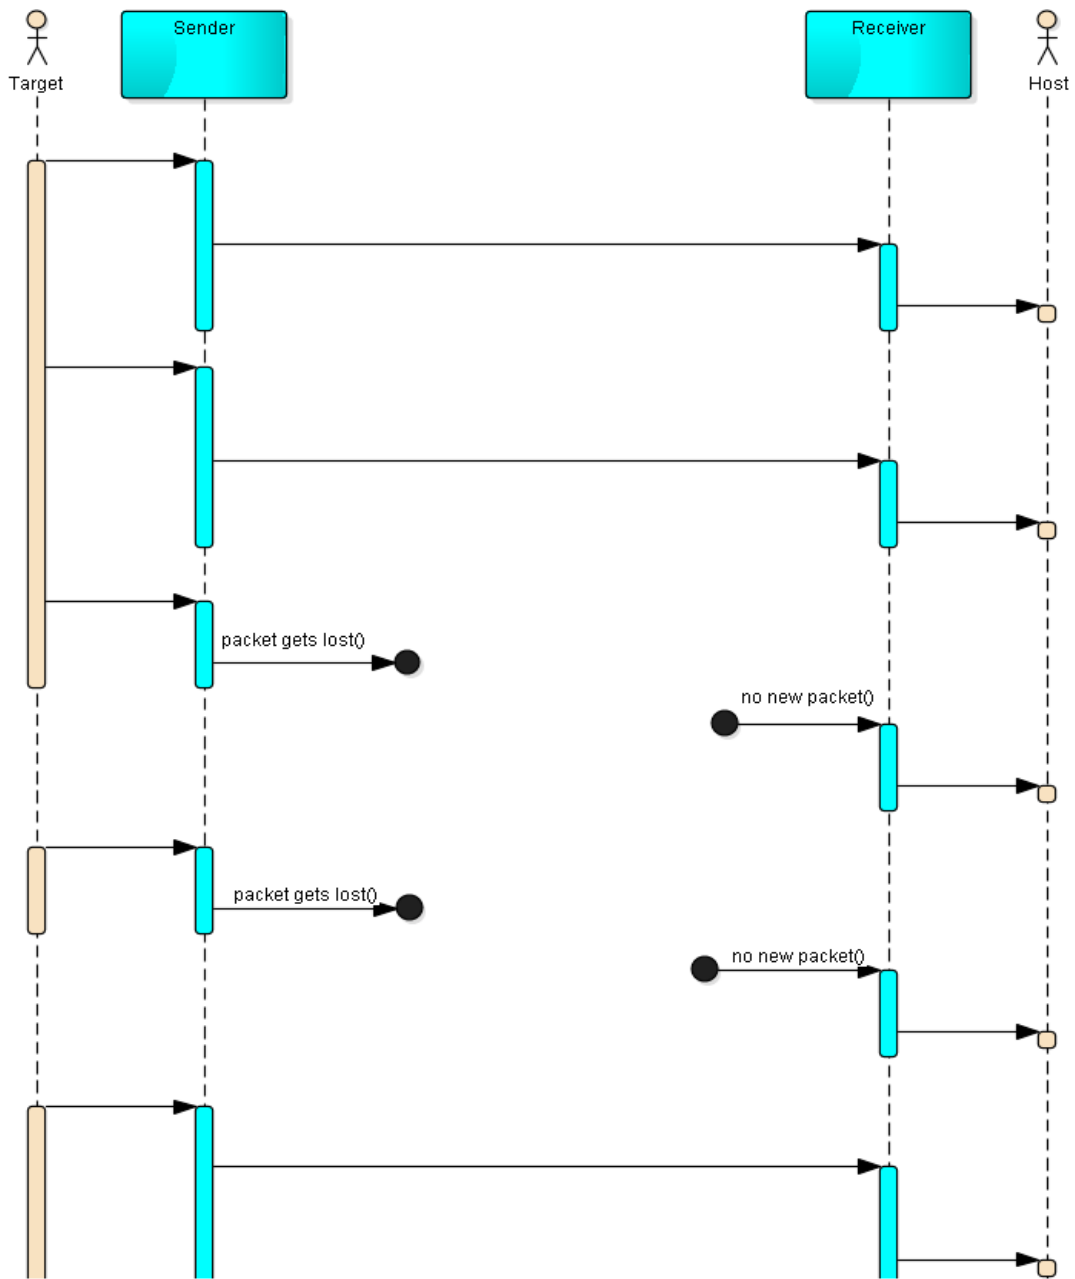 Sender
Receiver
Target
Host
packet gets lost()
no new packet()
packet gets lost()
no new packet()